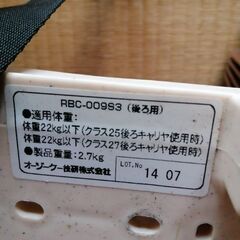 RBC-009S3（後ろ用）
●適用体重：
体重22kg以下（クラス25後ろキャリヤ使用時）
体重22kg以下（クラス27後ろキャリヤ使用時）
●製品重量：2.7kg
オージーケー技研株式会社
LOT.No
14 07